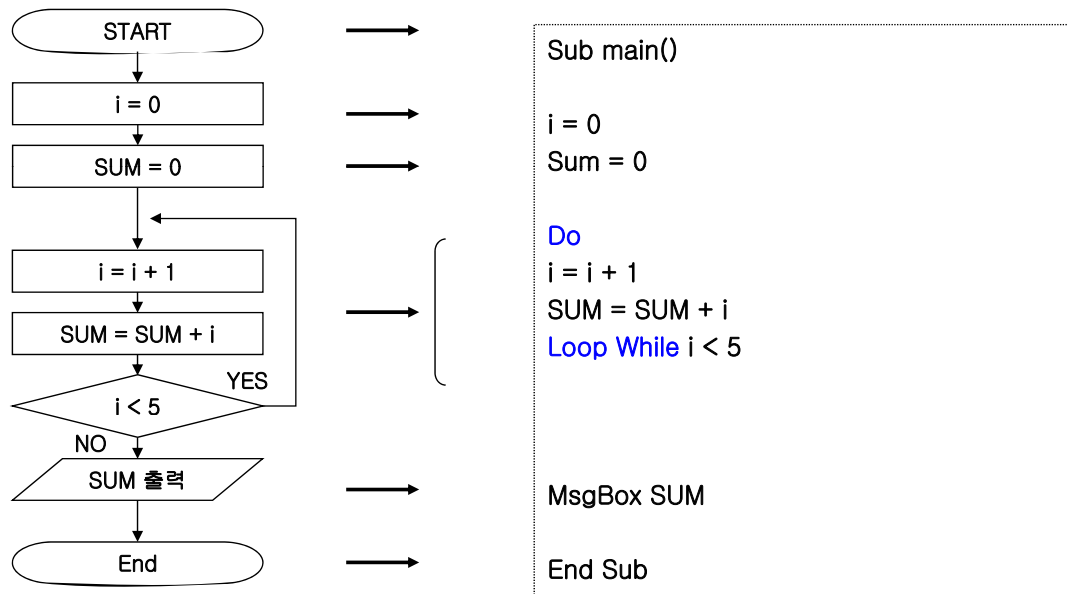 START
i = 0
SUM = 0
i = i + 1
SUM = SUM + i
YES
i < 5
NO
SUM 출력
End
Sub main()
i = 0
Sum = 0
Do
i = i + 1
SUM = SUM + i
Loop While i < 5
MsgBox SUM
End Sub